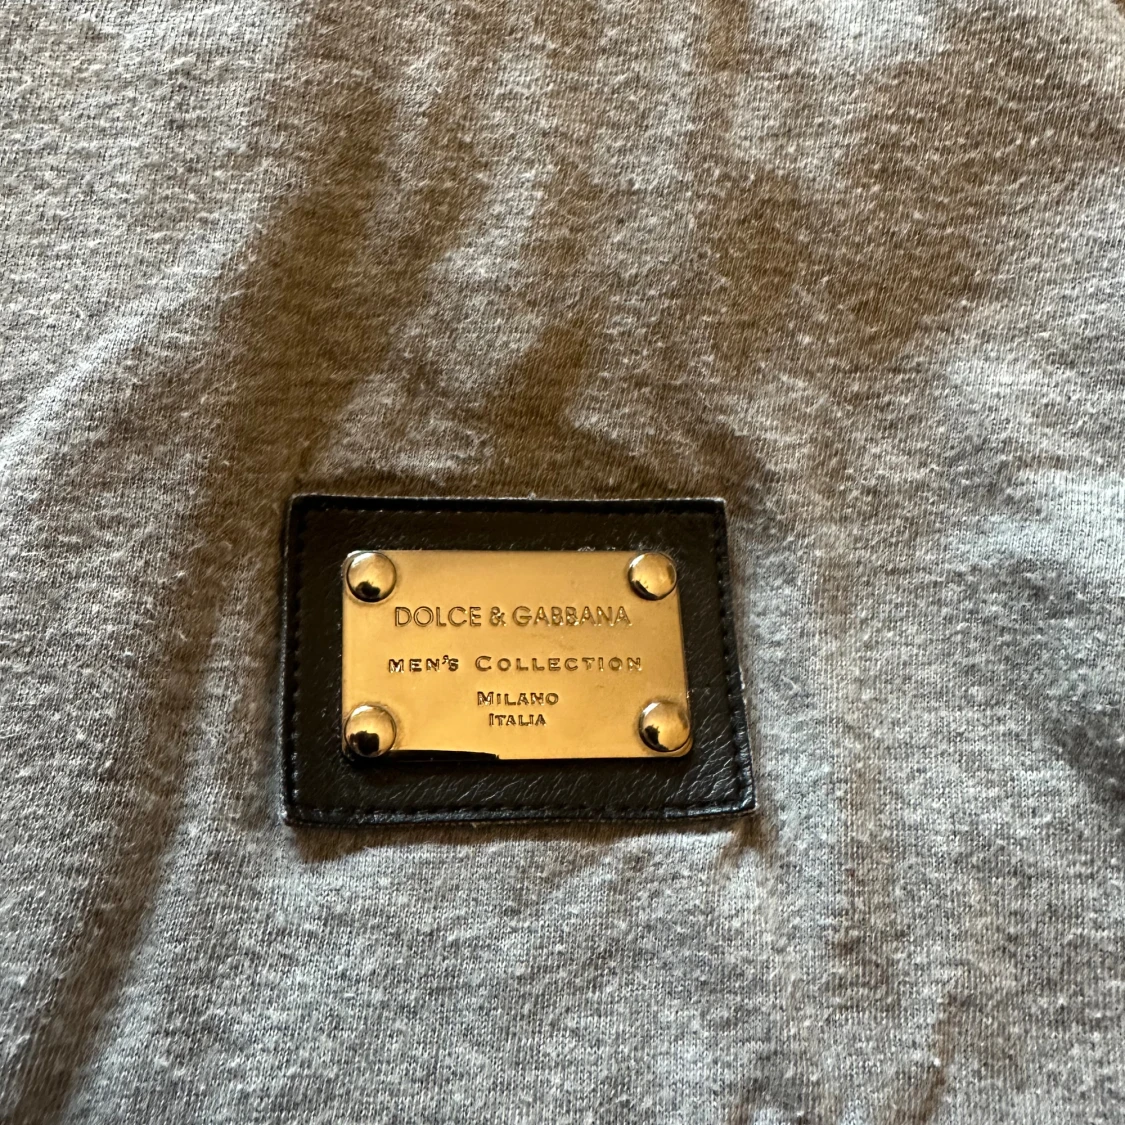 DOLCE & GABBANA
MEN'S COLLECTION
MILANO
ITALIA